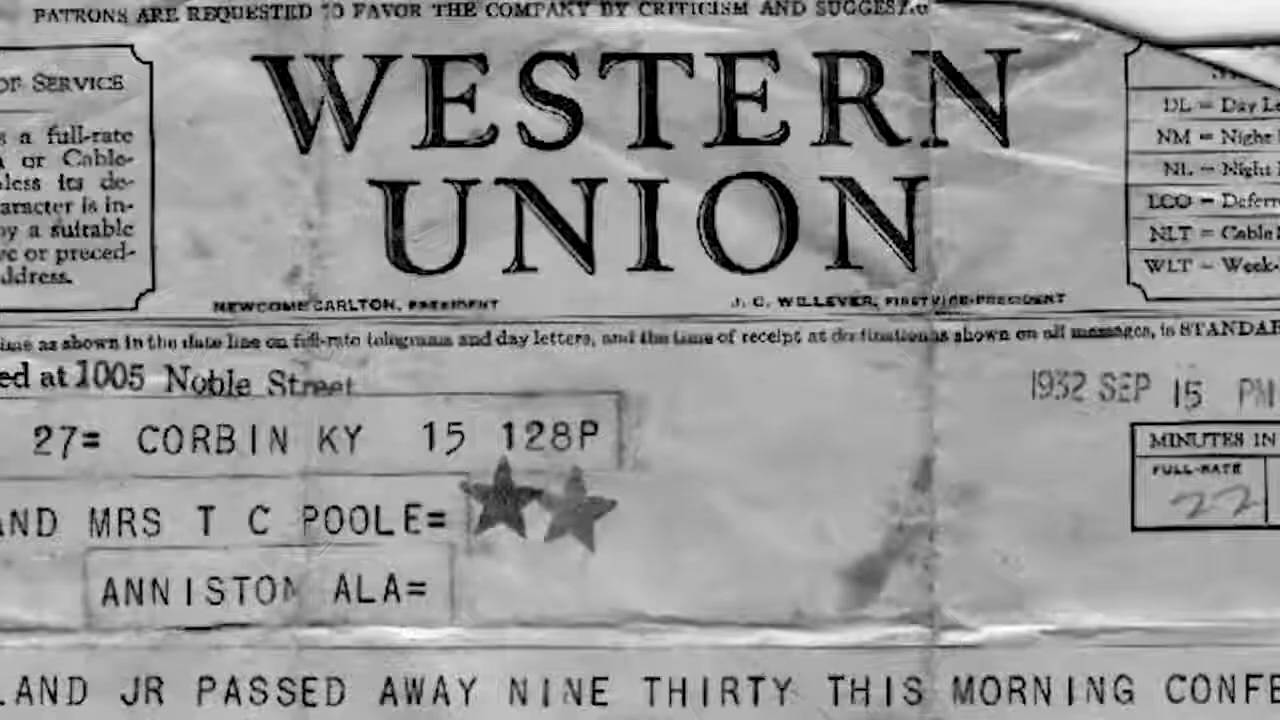 PATRONS ARE REQUESTED TO FAVOR THE COMPANY BY CRITICISM AND
WESTERN
UNION
OF SERVICE
s a full-rate
or Cable-
less its de-
aracter is in-
by a suitable
ve or preced-
ddress.
DL = Day L
NM = Night
NL = Night
LCO = Deferre
NLT = Cable
WLT = Week-
NEWCOMB CARLTON, PRESIDENT
J. C. WILLEVER, FIRST VICE-PRESIDENT
as shown in the date line on full-rate telegrams and day letters, and the time of receipt at destination as shown on all messages, is STANDAR
ed at 1005 Noble Street
1932 SEP 15 PM
27= CORBIN KY 15 128P
MINUTES IN
FULL-RATE
22
AND MRS T C POOLE=
ANNISTON ALA=
LAND JR PASSED AWAY NINE THIRTY THIS MORNING CONFE